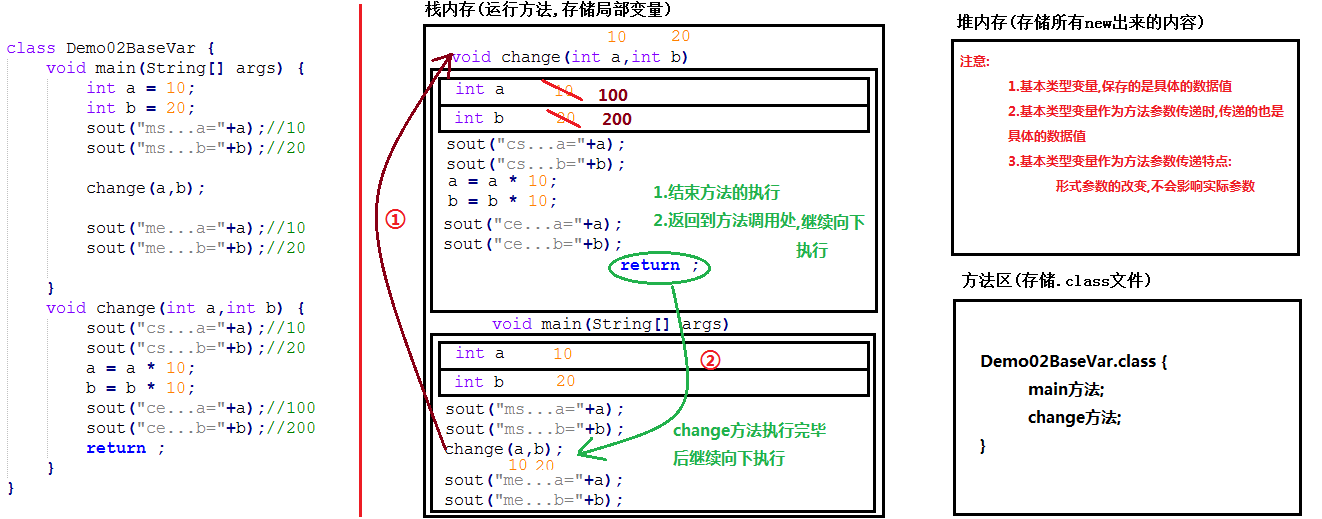 class Demo02BaseVar {
void main(String[] args) {
int a = 10;
int b = 20;
sout("ms...a="+a);//10
sout("ms...b="+b);//20
change(a,b);
sout("me...a="+a);//10
sout("me...b="+b);//20
}
void change(int a,int b) {
sout("cs...a="+a);//10
sout("cs...b="+b);//20
a = a * 10;
b = b * 10;
sout("ce...a="+a);//100
sout("ce...b="+b);//200
return ;
}
}
栈内存(运行方法,存储局部变量)
10 20
void change(int a,int b)
int a 10 100
int b 20 200
sout("cs...a="+a);
sout("cs...b="+b);
a = a * 10;
b = b * 10;
sout("ce...a="+a);
sout("ce...b="+b);
return ;
1.结束方法的执行
2.返回到方法调用处,继续向下
执行
①
void main(String[] args)
int a 10
int b 20
②
sout("ms...a="+a);
sout("ms...b="+b);
change(a,b);
10 20
sout("me...a="+a);
sout("me...b="+b);
change方法执行完毕
后继续向下执行
堆内存(存储所有new出来的内容)
注意:
1.基本类型变量,保存的是具体的数据值
2.基本类型变量作为方法参数传递时,传递的也是
具体的数据值
3.基本类型变量作为方法参数传递特点:
形式参数的改变,不会影响实际参数
方法区(存储.class文件)
Demo02BaseVar.class {
main方法;
change方法;
}